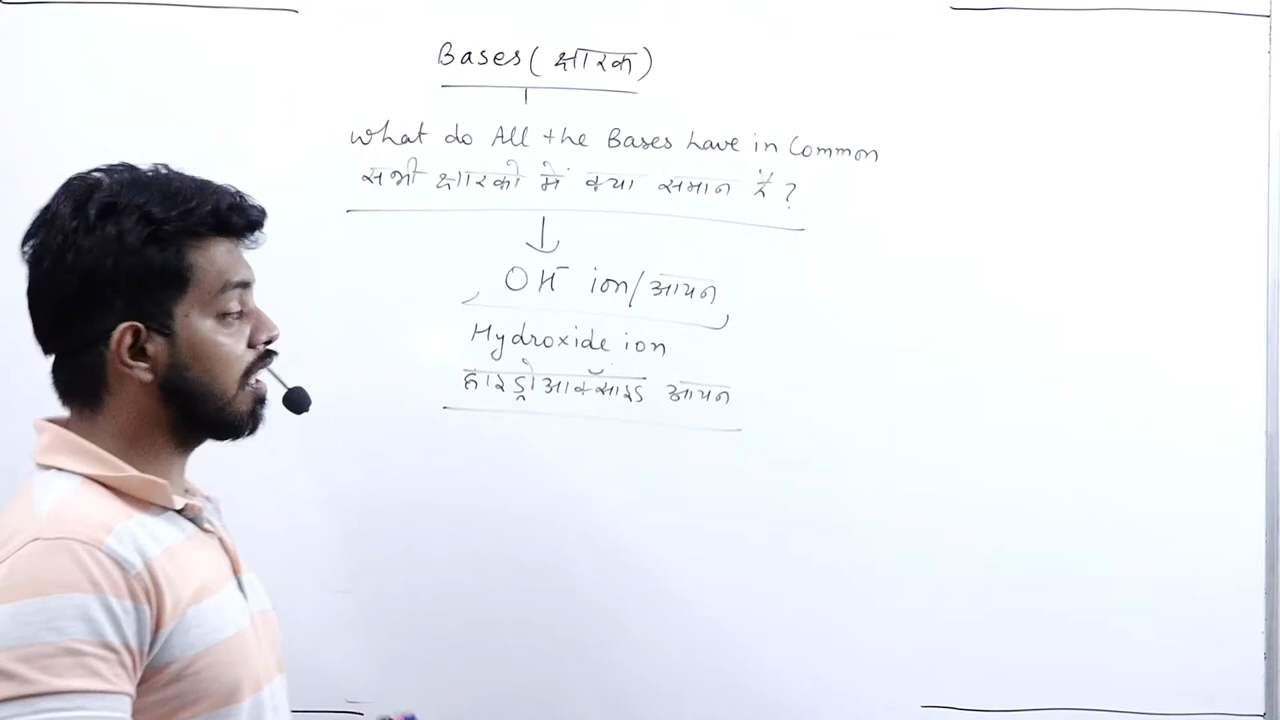 Bases (क्षारक)
What do All the Bases have in Common
सभी क्षारको में क्या समान है ?
OH⁻ ion/आयन
Hydroxide ion
हाइड्रोआक्साइड आयन